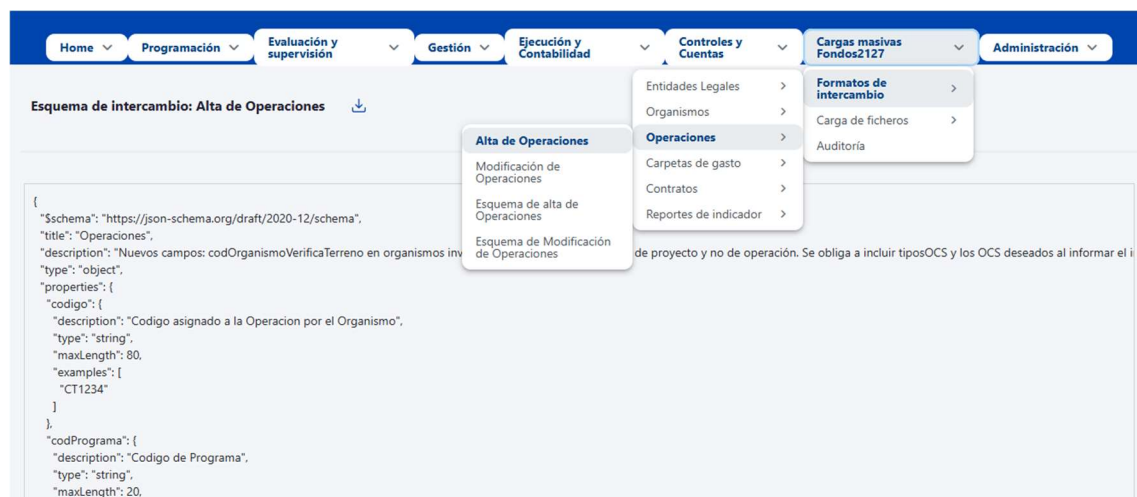 Home
Programación
Evaluación y
supervisión
Gestión
Ejecución y
Contabilidad
Controles y
Cuentas
Cargas masivas
Fondos2127
Administración
Esquema de intercambio: Alta de Operaciones
Formatos de
intercambio
Carga de ficheros
Auditoría
Entidades Legales
Organismos
Operaciones
Carpetas de gasto
Contratos
Reportes de indicador
Alta de Operaciones
Modificación de
Operaciones
Esquema de alta de
Operaciones
Esquema de Modificación
de Operaciones
{
"$schema": "https://json-schema.org/draft/2020-12/schema",
"title": "Operaciones",
"description": "Nuevos campos: codOrganismoVerificaTerreno en organismos inv de proyecto y no de operación. Se obliga a incluir tiposOCS y los OCS deseados al informar el i
"type": "object",
"properties": {
"codigo": {
"description": "Codigo asignado a la Operacion por el Organismo",
"type": "string",
"maxLength": 80,
"examples": [
"CT1234"
]
},
"codPrograma": {
"description": "Codigo de Programa",
"type": "string",
"maxLength": 20,